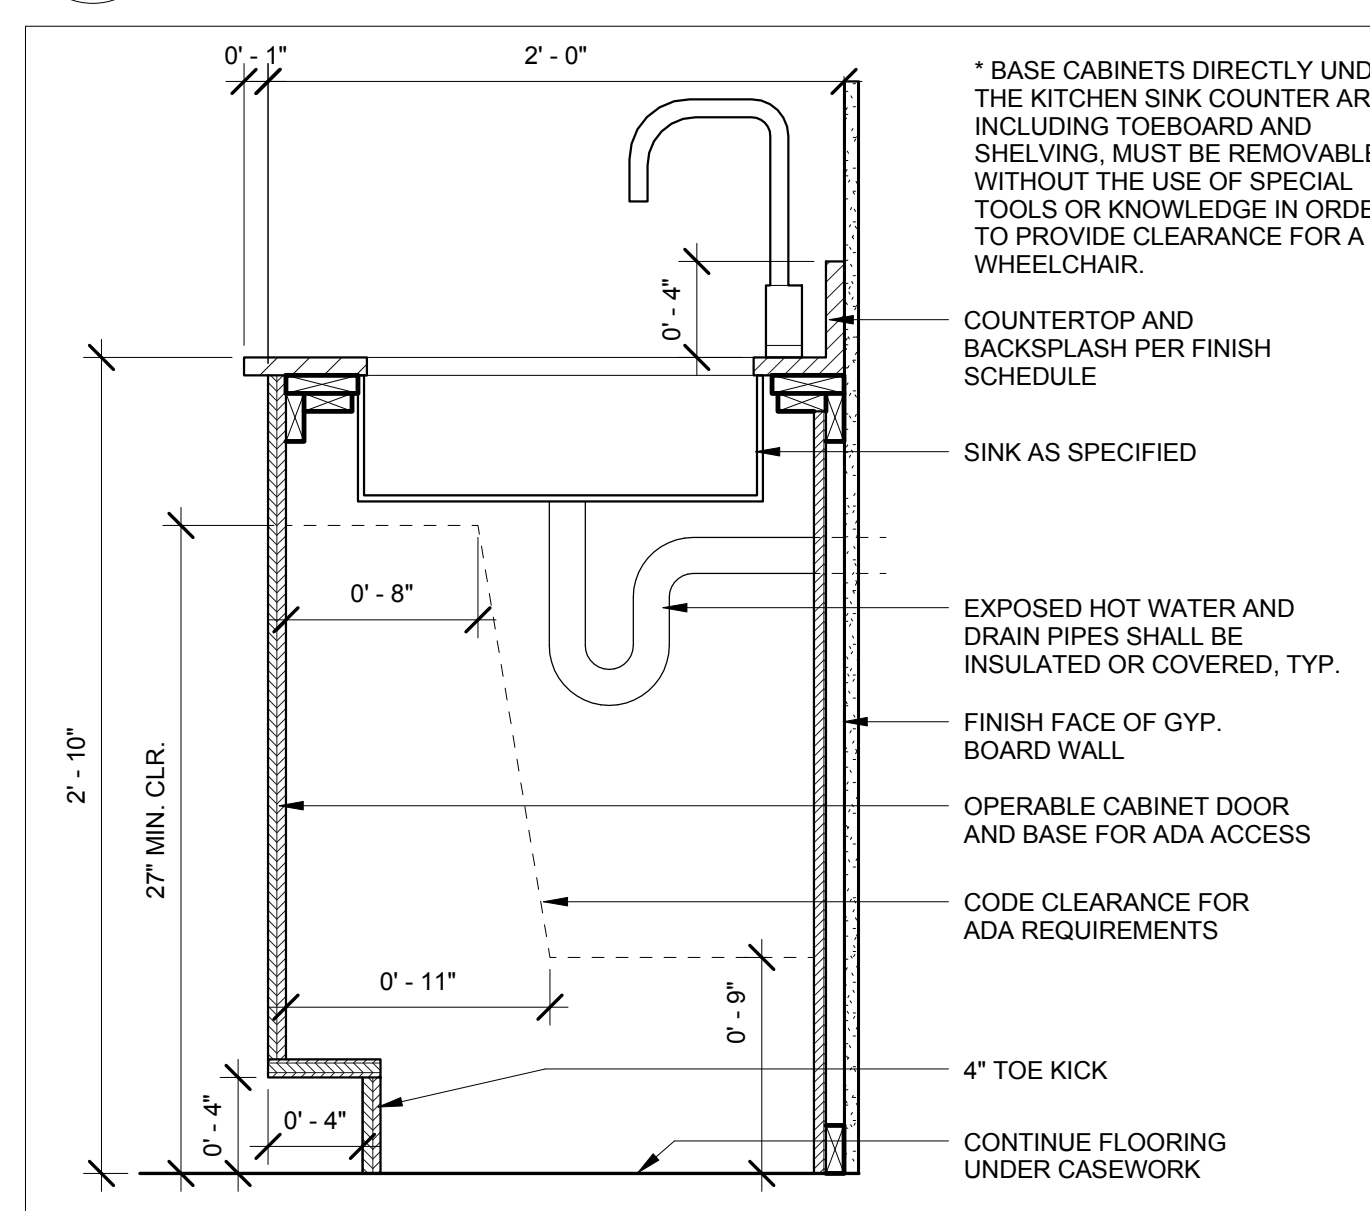 0' - 1"
2' - 0"
* BASE CABINETS DIRECTLY UND
THE KITCHEN SINK COUNTER AR
INCLUDING TOEBOARD AND
SHELVING, MUST BE REMOVABLE
WITHOUT THE USE OF SPECIAL
TOOLS OR KNOWLEDGE IN ORDE
TO PROVIDE CLEARANCE FOR A
WHEELCHAIR.
0' - 4"
COUNTERTOP AND
BACKSPLASH PER FINISH
SCHEDULE
SINK AS SPECIFIED
0' - 8"
EXPOSED HOT WATER AND
DRAIN PIPES SHALL BE
INSULATED OR COVERED, TYP.
FINISH FACE OF GYP.
BOARD WALL
2' - 10"
27" MIN. CLR.
OPERABLE CABINET DOOR
AND BASE FOR ADA ACCESS
CODE CLEARANCE FOR
ADA REQUIREMENTS
0' - 11"
0' - 9"
4" TOE KICK
0' - 4"
0' - 4"
CONTINUE FLOORING
UNDER CASEWORK